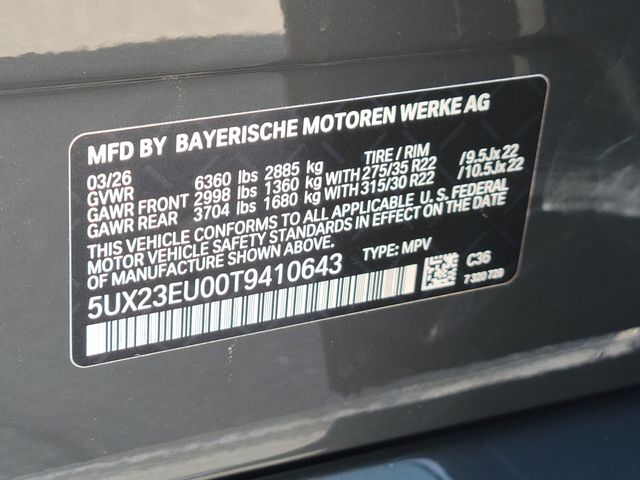 MFD BY BAYERISCHE MOTOREN WERKE AG
03/26 TIRE / RIM
GVWR 6360 lbs 2885 kg
GAWR FRONT 2998 lbs 1360 kg WITH 275/35 R22 /9.5Jx22
GAWR REAR 3704 lbs 1680 kg WITH 315/30 R22 /10.5Jx22
THIS VEHICLE CONFORMS TO ALL APPLICABLE U.S. FEDERAL
MOTOR VEHICLE SAFETY STANDARDS IN EFFECT ON THE DATE
OF MANUFACTURE SHOWN ABOVE.
5UX23EU00T9410643 TYPE: MPV C36
7320729